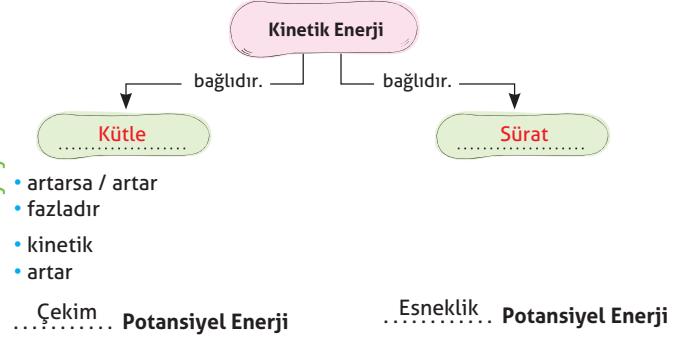 Kinetik Enerji
bağlıdır. bağlıdır.
Kütle Sürat
• artarsa / artar
• fazladır
• kinetik
• artar
Çekim Potansiyel Enerji
Esneklik Potansiyel Enerji